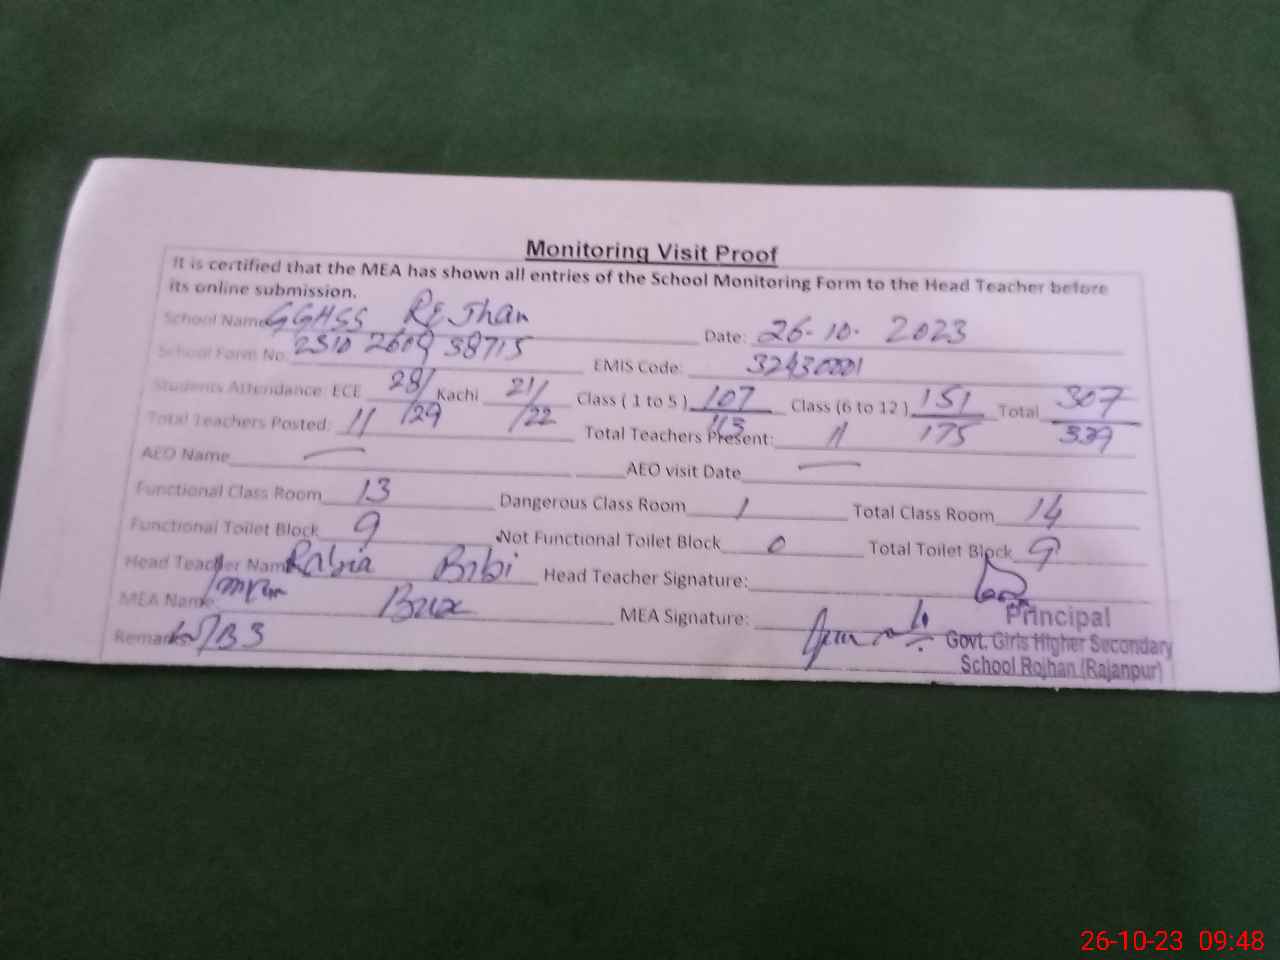 Monitoring Visit Proof
It is certified that the MEA has shown all entries of the School Monitoring Form to the Head Teacher before
its online submission.
School Name GGHSS ROJhan Date: 26-10-2023
School Form No. 2310 2609 38715 EMIS Code: 32430001
Students Attendance: ECE 28/29 Kachi 21/22 Class ( 1 to 5 ) 107/113 Class (6 to 12 ) 151/175 Total 307/339
Total Teachers Posted: 11 Total Teachers Present: 11
AEO Name — AEO visit Date —
Functional Class Room 13 Dangerous Class Room 1 Total Class Room 14
Functional Toilet Block 9 Not Functional Toilet Block 0 Total Toilet Block 9
Head Teacher Name Rabia Bibi Head Teacher Signature:
MEA Name: Imran Bux MEA Signature:
Remarks
Principal
Govt. Girls Higher Secondary
School Rojhan (Rajanpur)
26-10-23 09:48